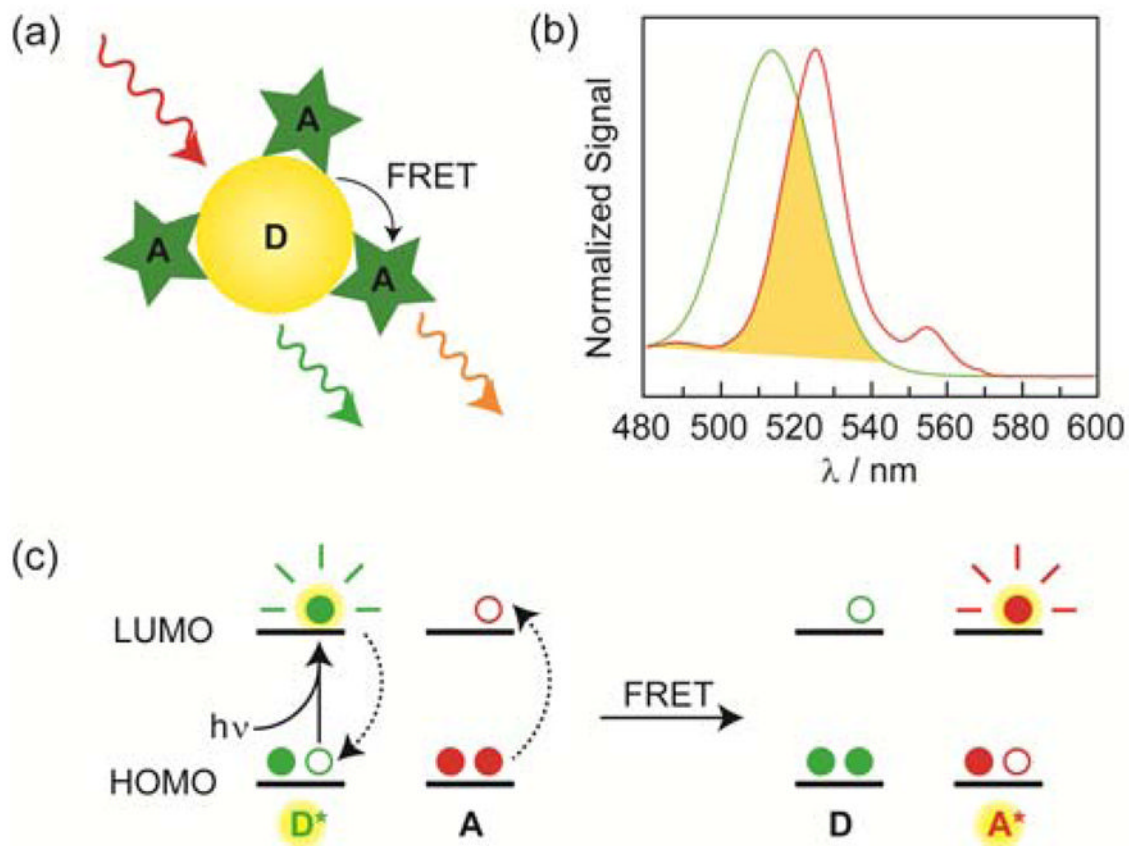 (a)
A
FRET
D
A
A
(b)
Normalized Signal
480 500 520 540 560 580 600
λ / nm
(c)
LUMO
hν
FRET
HOMO
D* A D A*